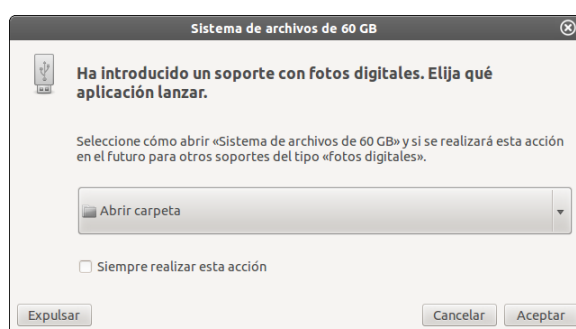 Sistema de archivos de 60 GB
Ha introducido un soporte con fotos digitales. Elija qué
aplicación lanzar.
Seleccione cómo abrir «Sistema de archivos de 60 GB» y si se realizará esta acción
en el futuro para otros soportes del tipo «fotos digitales».
Abrir carpeta
Siempre realizar esta acción
Expulsar Cancelar Aceptar